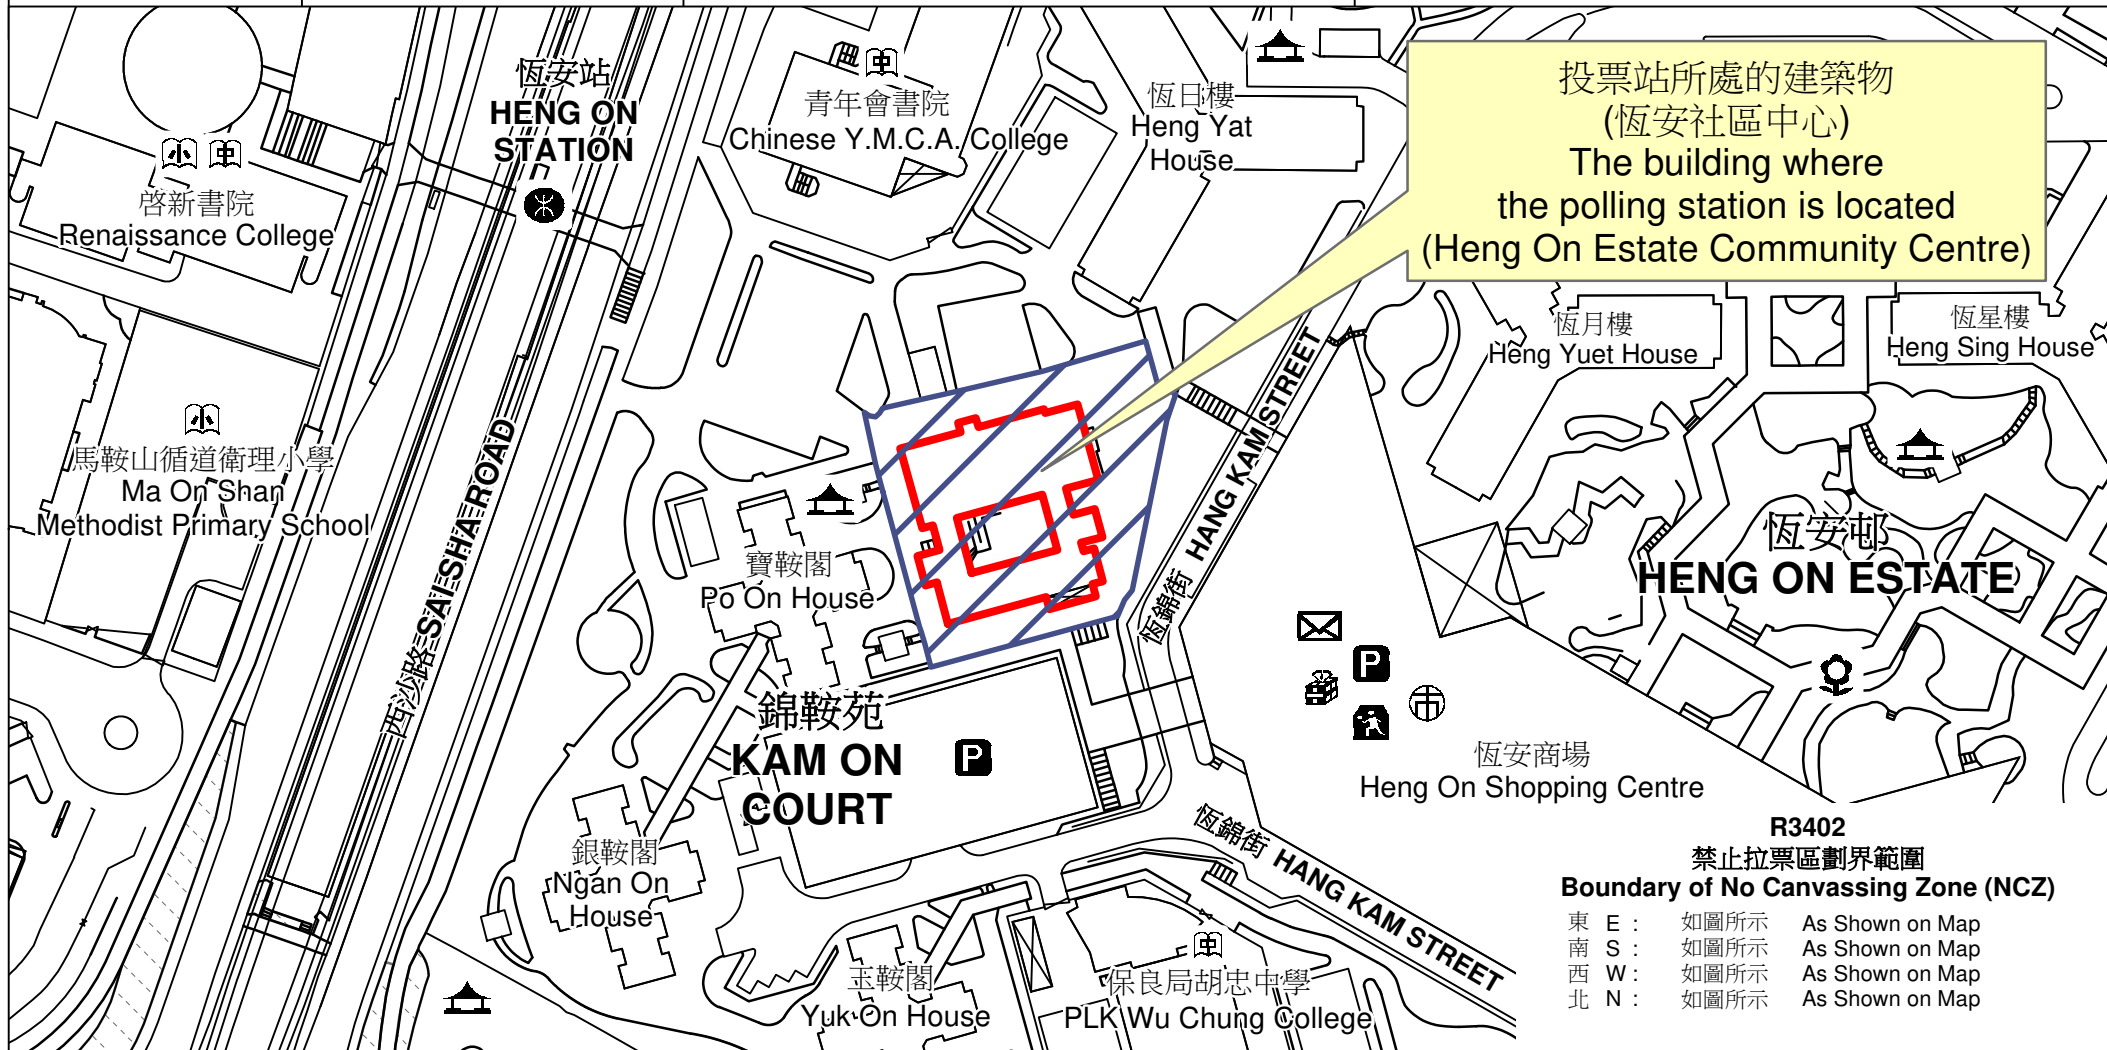 恆安站
HENG ON
STATION
中
青年會書院
Chinese Y.M.C.A. College
恆日樓
Heng Yat
House
投票站所處的建築物
(恆安社區中心)
The building where
the polling station is located
(Heng On Estate Community Centre)
小 中
啓新書院
Renaissance College
恆月樓
Heng Yuet House
恆星樓
Heng Sing House
小
馬鞍山循道衛理小學
Ma On Shan
Methodist Primary School
西沙路 SAI SHA ROAD
恆錦街 HANG KAM STREET
寶鞍閣
Po On House
恆安邨
HENG ON ESTATE
P
市
錦鞍苑
KAM ON
COURT
P
恆安商場
Heng On Shopping Centre
恆錦街 HANG KAM STREET
銀鞍閣
Ngan On
House
玉鞍閣
Yuk On House
中
保良局胡忠中學
PLK Wu Chung College
R3402
禁止拉票區劃界範圍
Boundary of No Canvassing Zone (NCZ)
東 E : 如圖所示 As Shown on Map
南 S : 如圖所示 As Shown on Map
西 W : 如圖所示 As Shown on Map
北 N : 如圖所示 As Shown on Map